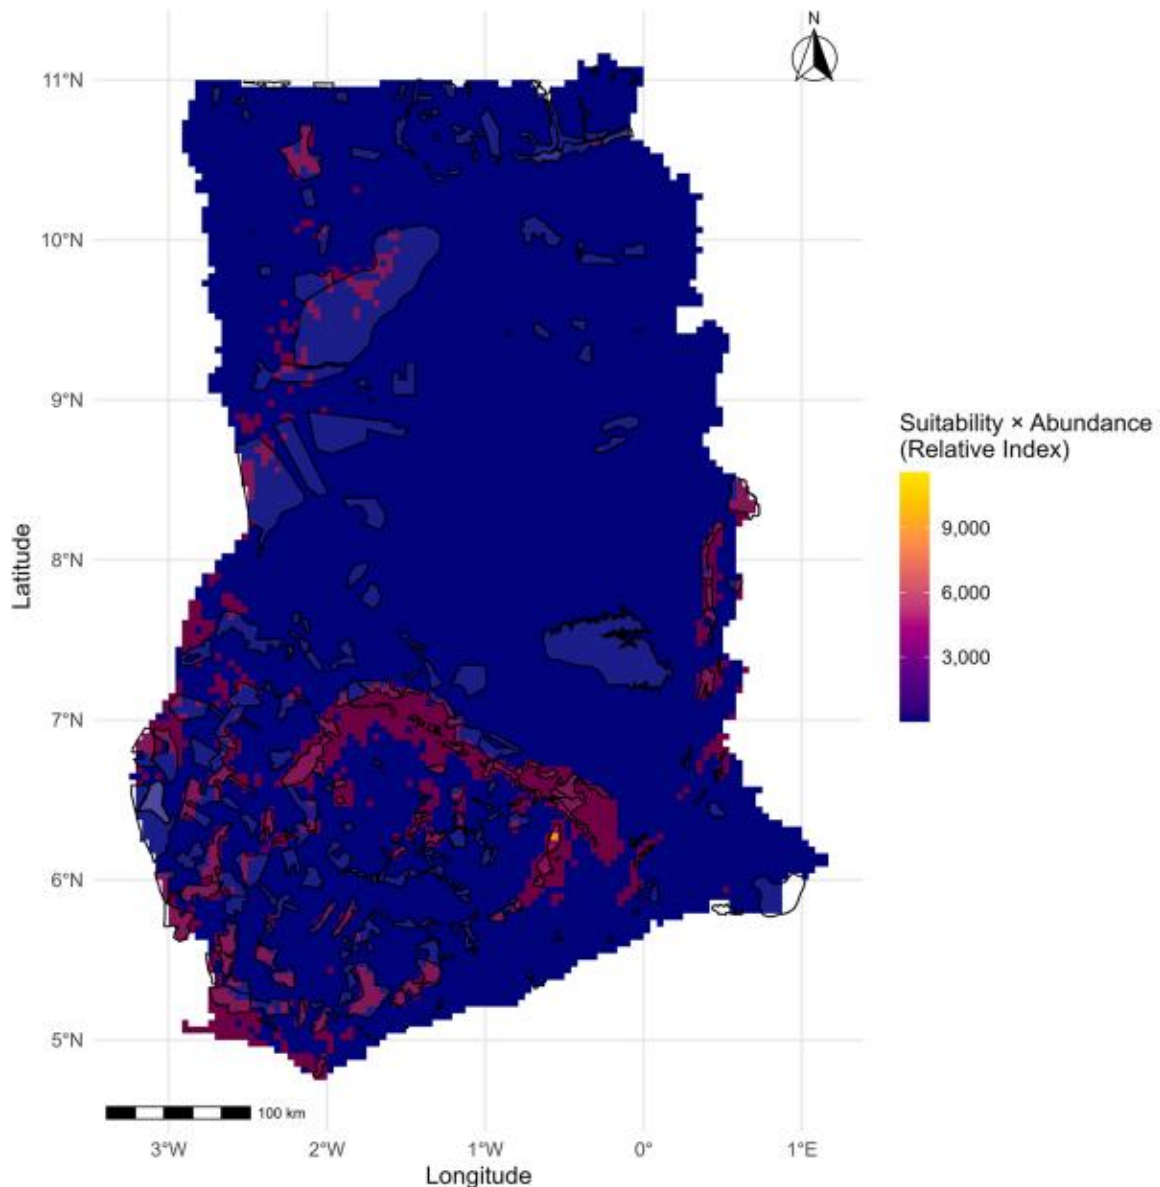 N
11°N
10°N
9°N
8°N
7°N
6°N
5°N
Latitude
Suitability × Abundance
(Relative Index)
9,000
6,000
3,000
100 km
3°W
2°W
1°W
0°
1°E
Longitude